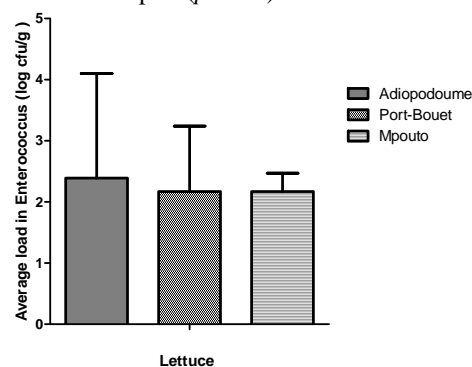 Average load in Enterococcus (log cfu/g )
5
4
3
2
1
0
Adiopodoume
Port-Bouet
Mpouto
Lettuce